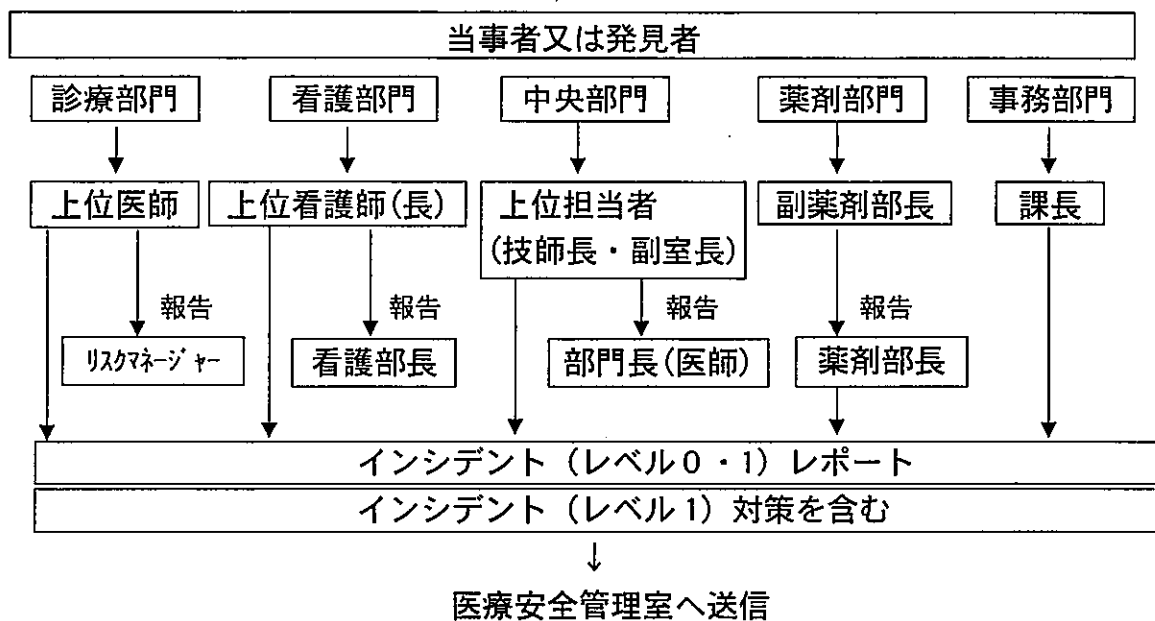 当事者又は発見者
診療部門 看護部門 中央部門 薬剤部門 事務部門
上位医師 上位看護師(長) 上位担当者 副薬剤部長 課長
(技師長・副室長)
報告 報告 報告 報告
リスクマネージャー 看護部長 部門長(医師) 薬剤部長
インシデント(レベル0・1)レポート
インシデント(レベル1)対策を含む
↓
医療安全管理室へ送信